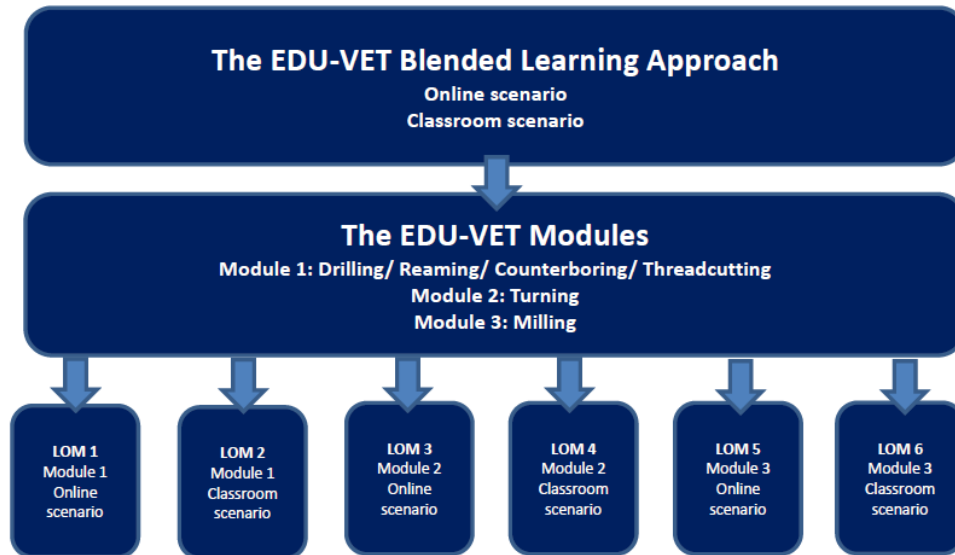 The EDU-VET Blended Learning Approach
Online scenario
Classroom scenario
The EDU-VET Modules
Module 1: Drilling/ Reaming/ Counterboring/ Threadcutting
Module 2: Turning
Module 3: Milling
LOM 1
Module 1
Online
scenario
LOM 2
Module 1
Classroom
scenario
LOM 3
Module 2
Online
scenario
LOM 4
Module 2
Classroom
scenario
LOM 5
Module 3
Online
scenario
LOM 6
Module 3
Classroom
scenario